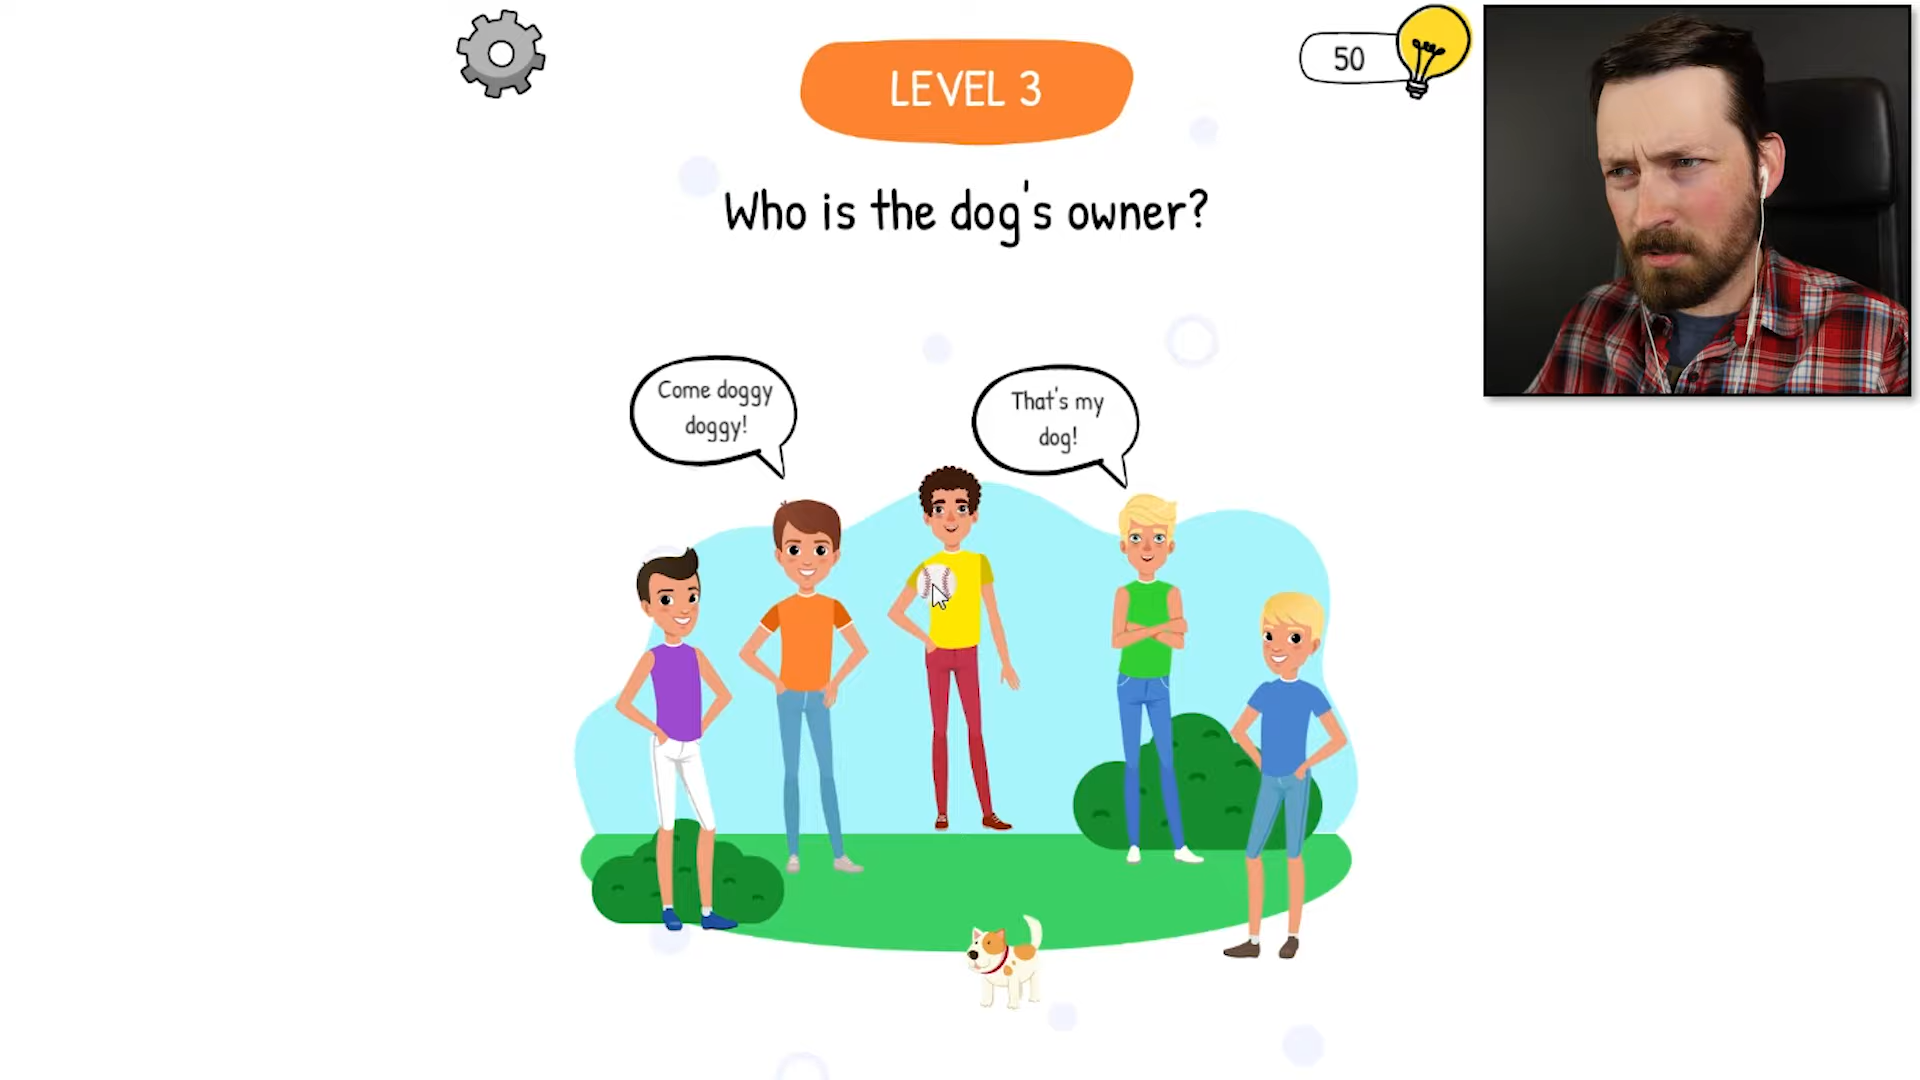 LEVEL 3
50
Who is the dog's owner?
Come doggy
doggy!
That's my
dog!